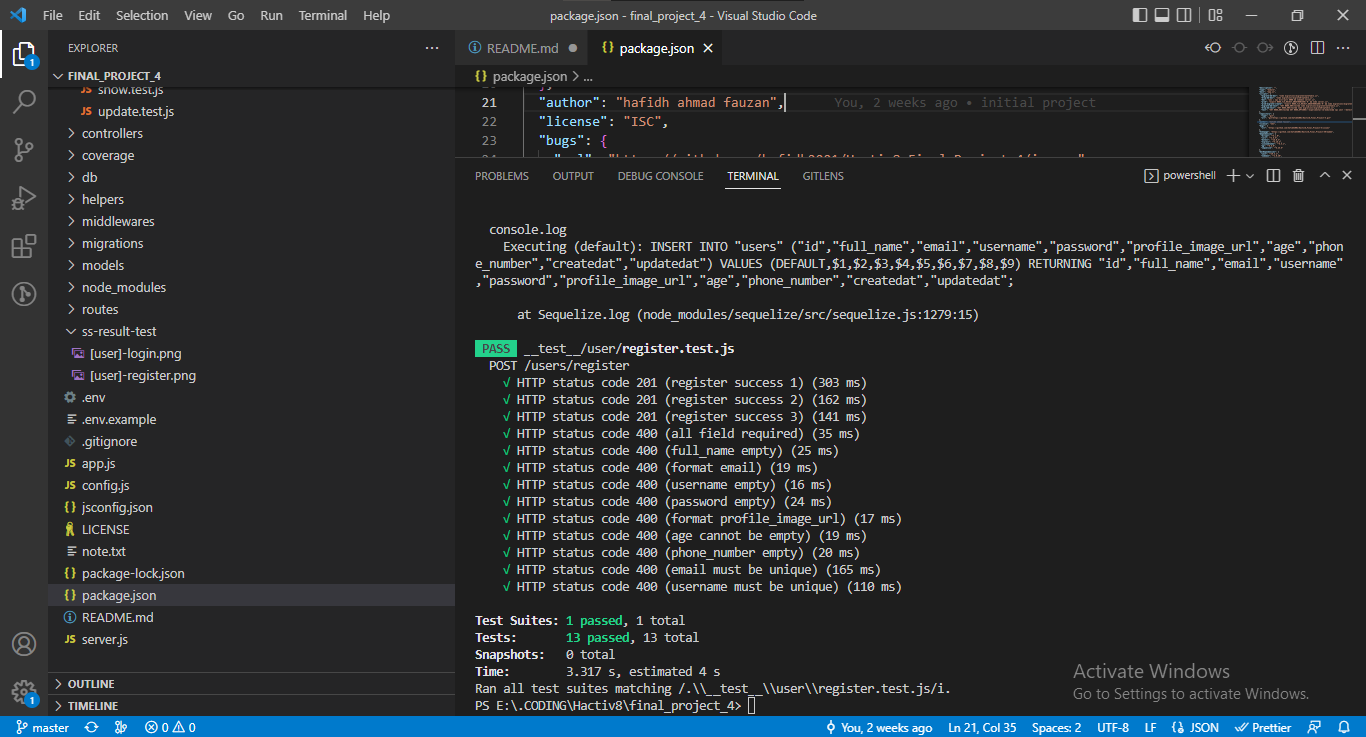 File Edit Selection View Go Run Terminal Help package.json - final_project_4 - Visual Studio Code
EXPLORER
1
FINAL_PROJECT_4
show.test.js
JS update.test.js
controllers
coverage
db
helpers
middlewares
migrations
models
node_modules
routes
ss-result-test
[user]-login.png
[user]-register.png
.env
.env.example
.gitignore
JS app.js
JS config.js
{} jsconfig.json
LICENSE
note.txt
{} package-lock.json
{} package.json
README.md
JS server.js
OUTLINE
1
TIMELINE
README.md
{} package.json
{} package.json > ...
21 "author": "hafidh ahmad fauzan", You, 2 weeks ago • initial project
22 "license": "ISC",
23 "bugs": {
PROBLEMS OUTPUT DEBUG CONSOLE TERMINAL GITLENS
powershell
console.log
Executing (default): INSERT INTO "users" ("id","full_name","email","username","password","profile_image_url","age","phon
e_number","createdat","updatedat") VALUES (DEFAULT,$1,$2,$3,$4,$5,$6,$7,$8,$9) RETURNING "id","full_name","email","username"
,"password","profile_image_url","age","phone_number","createdat","updatedat";
at Sequelize.log (node_modules/sequelize/src/sequelize.js:1279:15)
PASS __test__/user/register.test.js
POST /users/register
√ HTTP status code 201 (register success 1) (303 ms)
√ HTTP status code 201 (register success 2) (162 ms)
√ HTTP status code 201 (register success 3) (141 ms)
√ HTTP status code 400 (all field required) (35 ms)
√ HTTP status code 400 (full_name empty) (25 ms)
√ HTTP status code 400 (format email) (19 ms)
√ HTTP status code 400 (username empty) (16 ms)
√ HTTP status code 400 (password empty) (24 ms)
√ HTTP status code 400 (format profile_image_url) (17 ms)
√ HTTP status code 400 (age cannot be empty) (19 ms)
√ HTTP status code 400 (phone_number empty) (20 ms)
√ HTTP status code 400 (email must be unique) (165 ms)
√ HTTP status code 400 (username must be unique) (110 ms)
Test Suites: 1 passed, 1 total
Tests: 13 passed, 13 total
Snapshots: 0 total
Time: 3.317 s, estimated 4 s
Ran all test suites matching /.\\__test__\\user\\register.test.js/i.
PS E:\.CODING\Hactiv8\final_project_4>
Activate Windows
Go to Settings to activate Windows.
master 0 0 You, 2 weeks ago Ln 21, Col 35 Spaces: 2 UTF-8 LF {} JSON Prettier